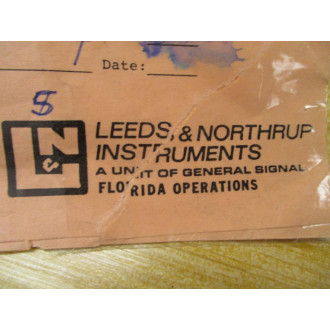 Date:
$
L&N
LEEDS & NORTHRUP
INSTRUMENTS
A UNIT OF GENERAL SIGNAL
FLORIDA OPERATIONS